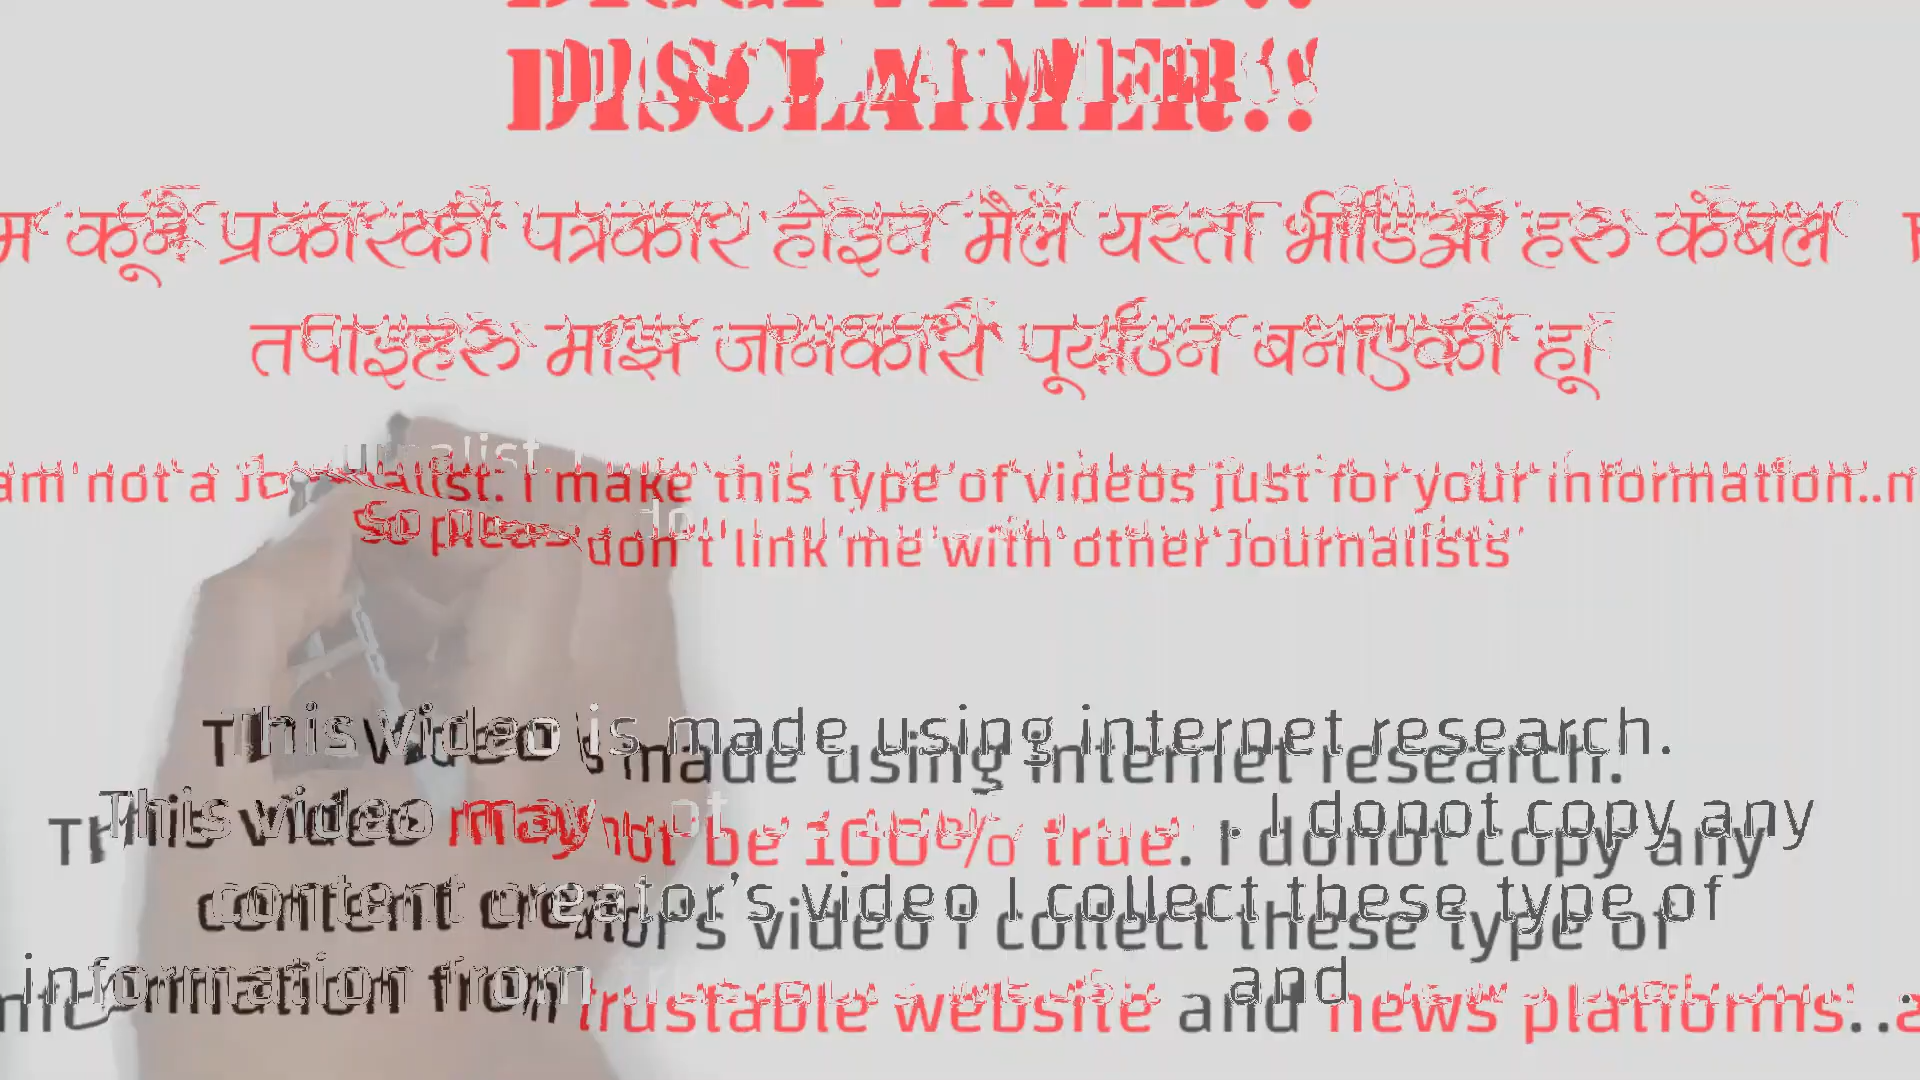 DISCLAIMER!!
म कूनै प्रकारको पत्रकार होइन मैले यस्ता भीडिओ हरु केबल
तपाइहरु माझ जानकारी पूर्याउन बनाएको हूँ
am not a Journalist. I make this type of videos just for your information..
So please don't link me with other Journalists
This Video is made using internet research.
This video may not be 100% true. I donot copy any
content creator's video I collect these type of
information from trustable website and news platforms..